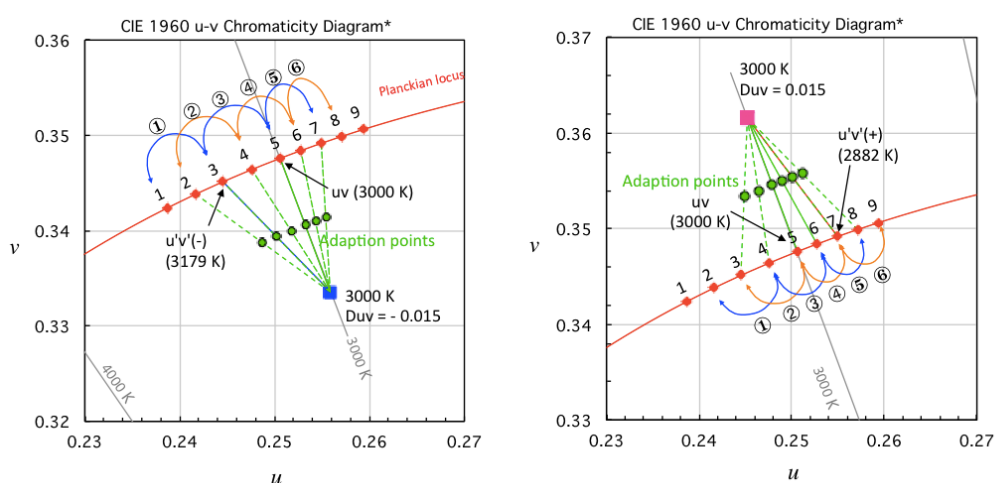 CIE 1960 u-v Chromaticity Diagram*
0.36
0.35
0.34
0.33
0.32
v
0.23
0.24
0.25
0.26
0.27
u
① ② ③ ④ ⑤ ⑥
1 2 3 4 5 6 7 8 9
Planckian locus
uv (3000 K)
u'v'(-)
(3179 K)
Adaption points
3000 K
Duv = - 0.015
3000 K
4000 K
CIE 1960 u-v Chromaticity Diagram*
0.37
0.36
0.35
0.34
0.33
v
0.23
0.24
0.25
0.26
0.27
u
3000 K
Duv = 0.015
u'v'(+)
(2882 K)
Adaption points
uv
(3000 K)
1 2 3 4 5 6 7 8 9
① ② ③ ④ ⑤ ⑥
3000 K